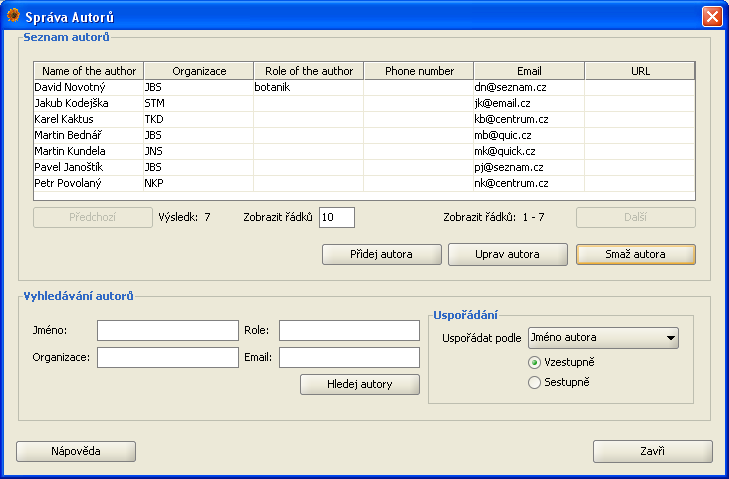 Správa Autorů
Seznam autorů
Name of the author Organizace Role of the author Phone number Email URL
David Novotný JBS botanik dn@seznam.cz
Jakub Kodejška STM jk@email.cz
Karel Kaktus TKD kb@centrum.cz
Martin Bednář JBS mb@quic.cz
Martin Kundela JNS mk@quick.cz
Pavel Janoštík JBS pj@seznam.cz
Petr Povolaný NKP nk@centrum.cz
Předchozí Výsledk: 7 Zobrazit řádků 10 Zobrazit řádků: 1 - 7 Další
Přidej autora Uprav autora Smaž autora
Vyhledávání autorů
Jméno: Role:
Organizace: Email:
Hledej autory
Uspořádání
Uspořádat podle Jméno autora
Vzestupně
Sestupně
Nápověda Zavři